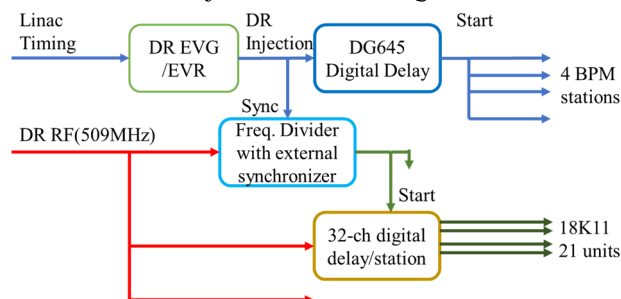 Linac
Timing
DR EVG
/EVR
DR
Injection
DG645
Digital Delay
Start
4 BPM
stations
Sync
DR RF(509MHz)
Freq. Divider
with external
synchronizer
Start
32-ch digital
delay/station
18K11
21 units